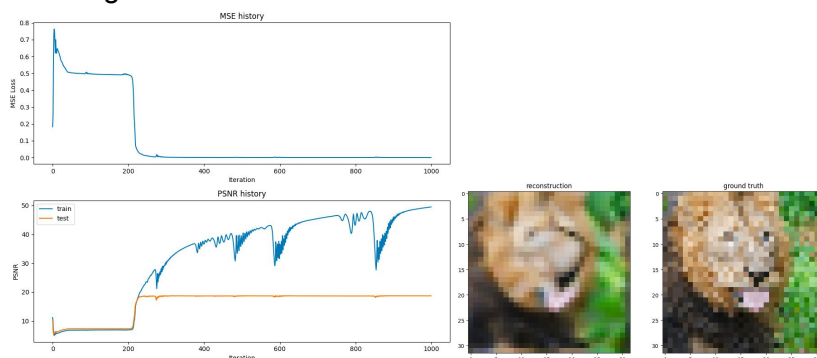 MSE history
0.8
0.7
0.6
0.5
0.4
0.3
0.2
0.1
0.0
MSE Loss
0 200 400 600 800 1000
Iteration
PSNR history
train
test
50
40
30
20
10
PSNR
0 200 400 600 800 1000
Iteration
reconstruction
0
5
10
15
20
25
30
ground truth
0
5
10
15
20
25
30